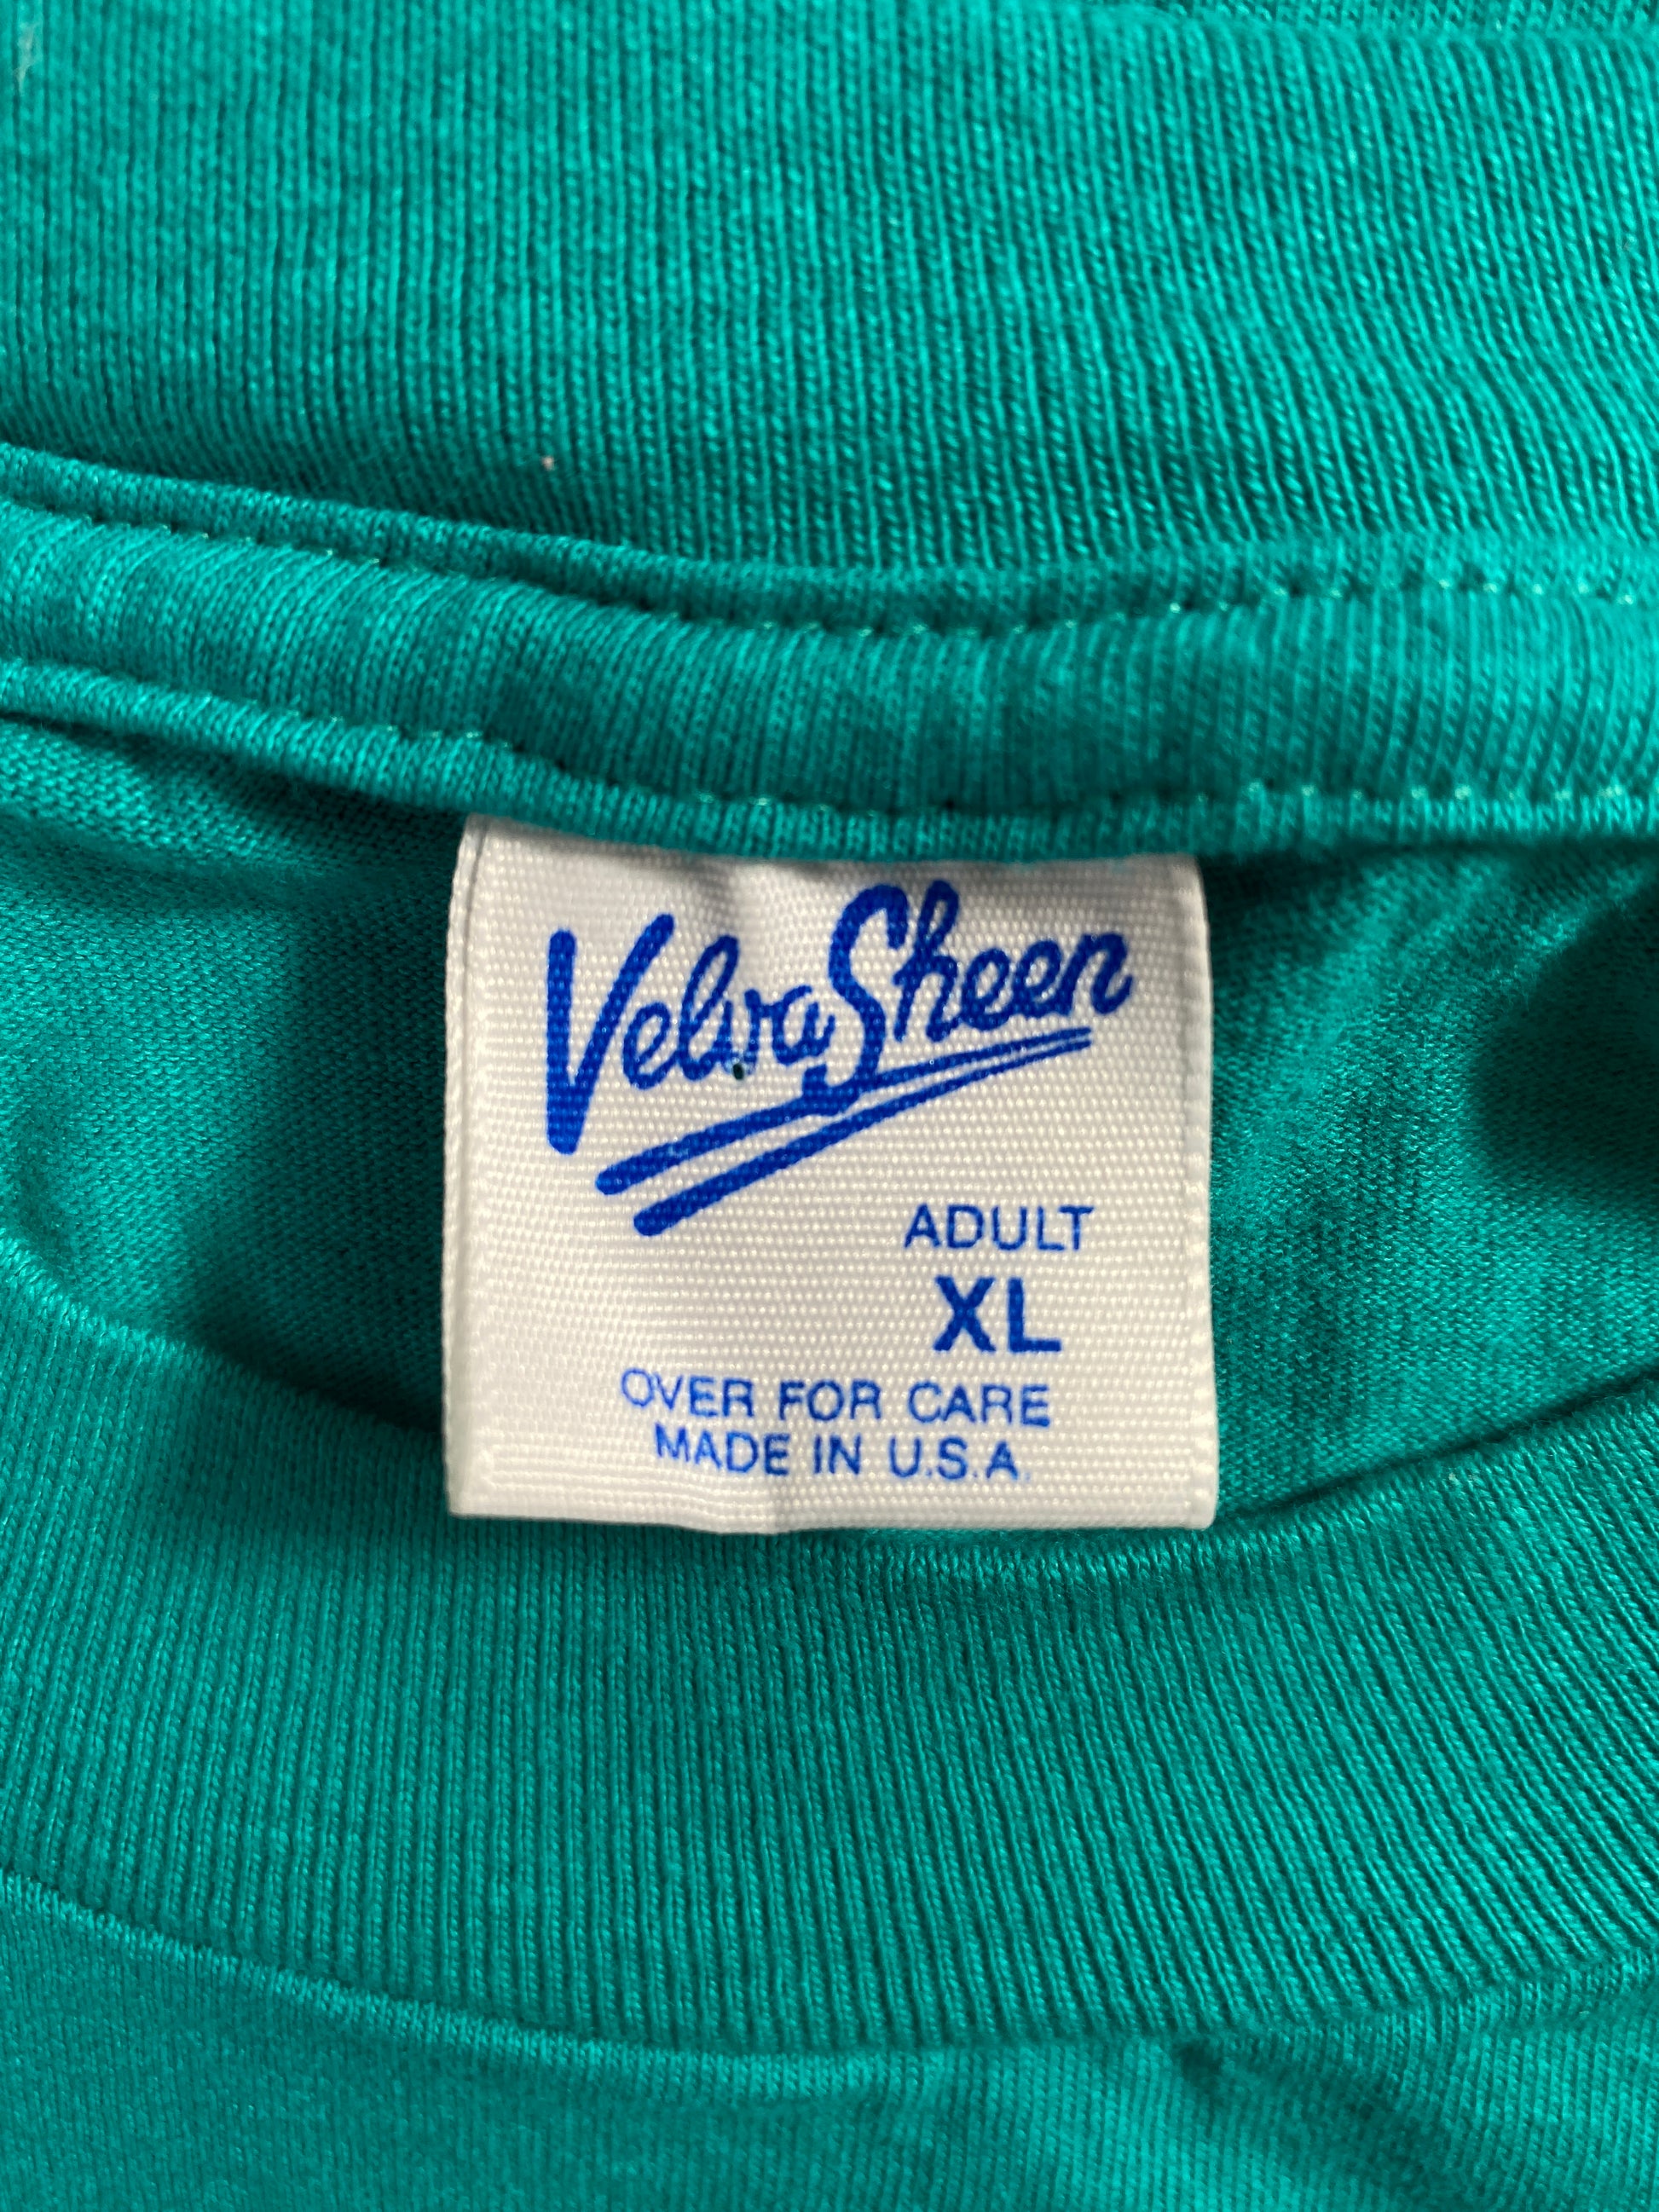 Velva Sheen
ADULT
XL
OVER FOR CARE
MADE IN U.S.A.